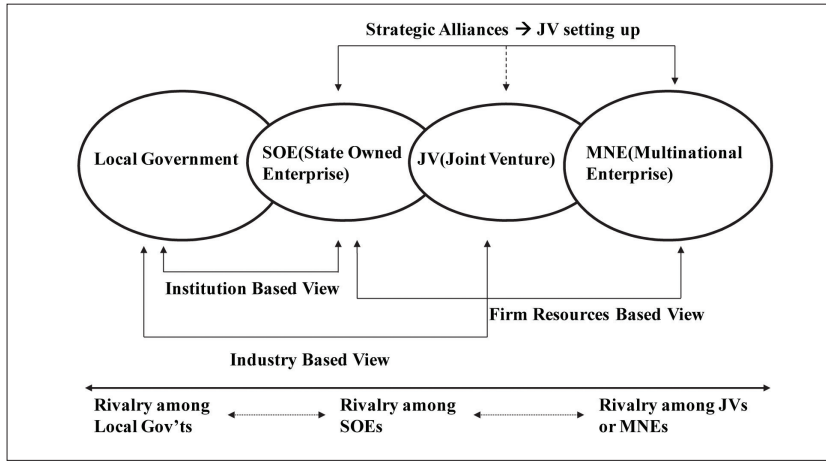 Strategic Alliances → JV setting up
Local Government
SOE(State Owned
Enterprise)
JV(Joint Venture)
MNE(Multinational
Enterprise)
Institution Based View
Firm Resources Based View
Industry Based View
Rivalry among
Local Gov'ts
Rivalry among
SOEs
Rivalry among JVs
or MNEs